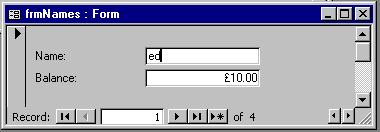 frmNames : Form
Name: ed
Balance: £10.00
Record: 1 of 4